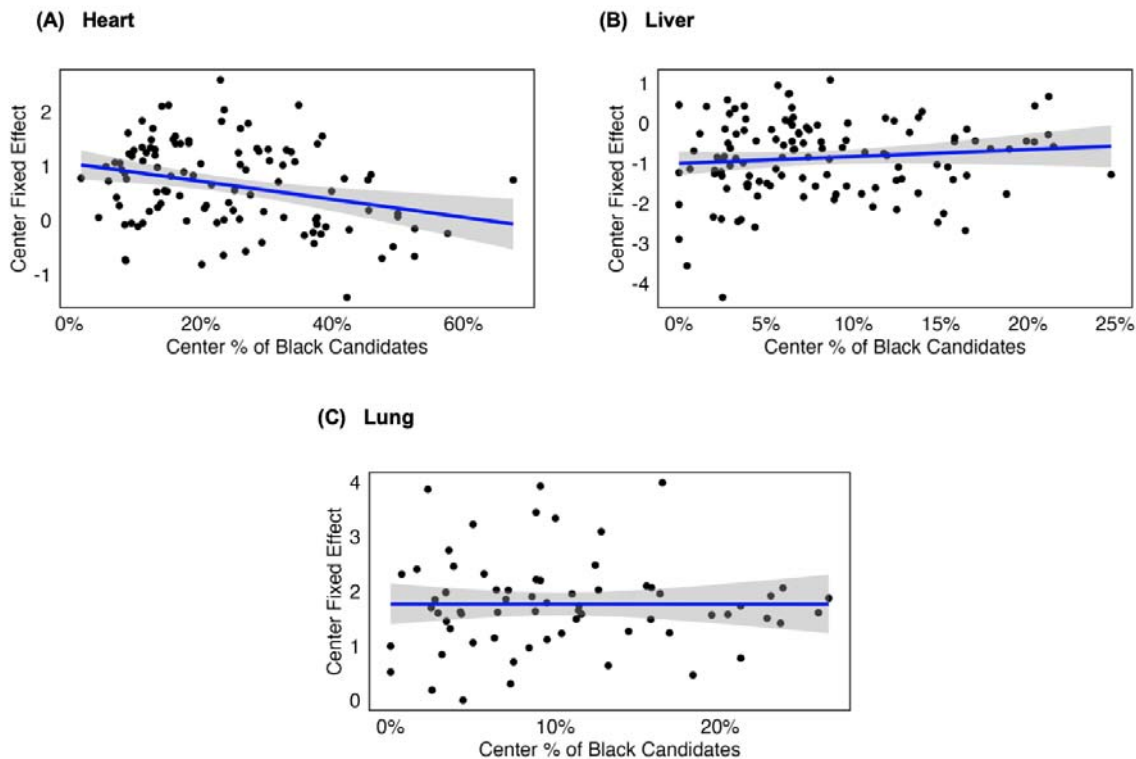 (A) Heart
Center Fixed Effect
2
1
0
-1
0% 20% 40% 60%
Center % of Black Candidates
(B) Liver
Center Fixed Effect
1
0
-1
-2
-3
-4
0% 5% 10% 15% 20% 25%
Center % of Black Candidates
(C) Lung
Center Fixed Effect
4
3
2
1
0
0% 10% 20%
Center % of Black Candidates